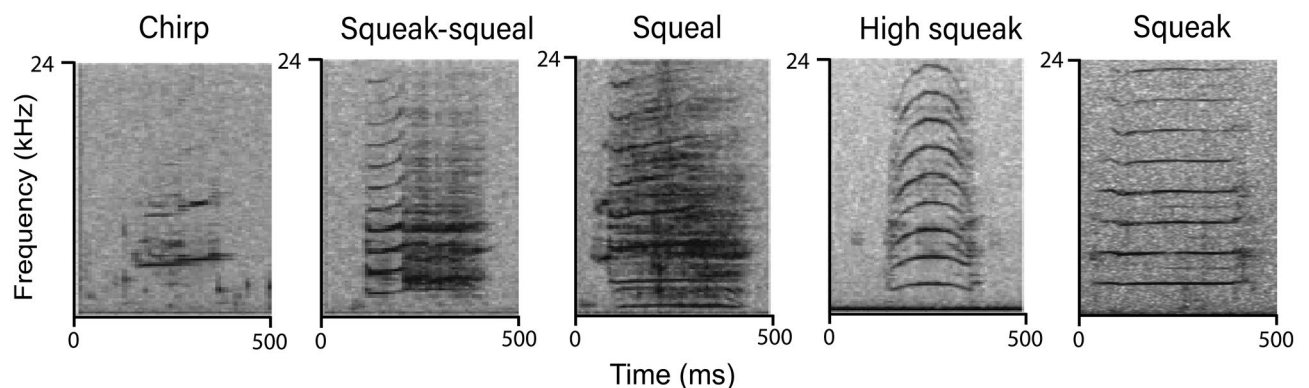 Chirp Squeak-squeal Squeal High squeak Squeak
24 24 24 24 24
Frequency (kHz)
0 500 0 500 0 500 0 500 0 500
Time (ms)